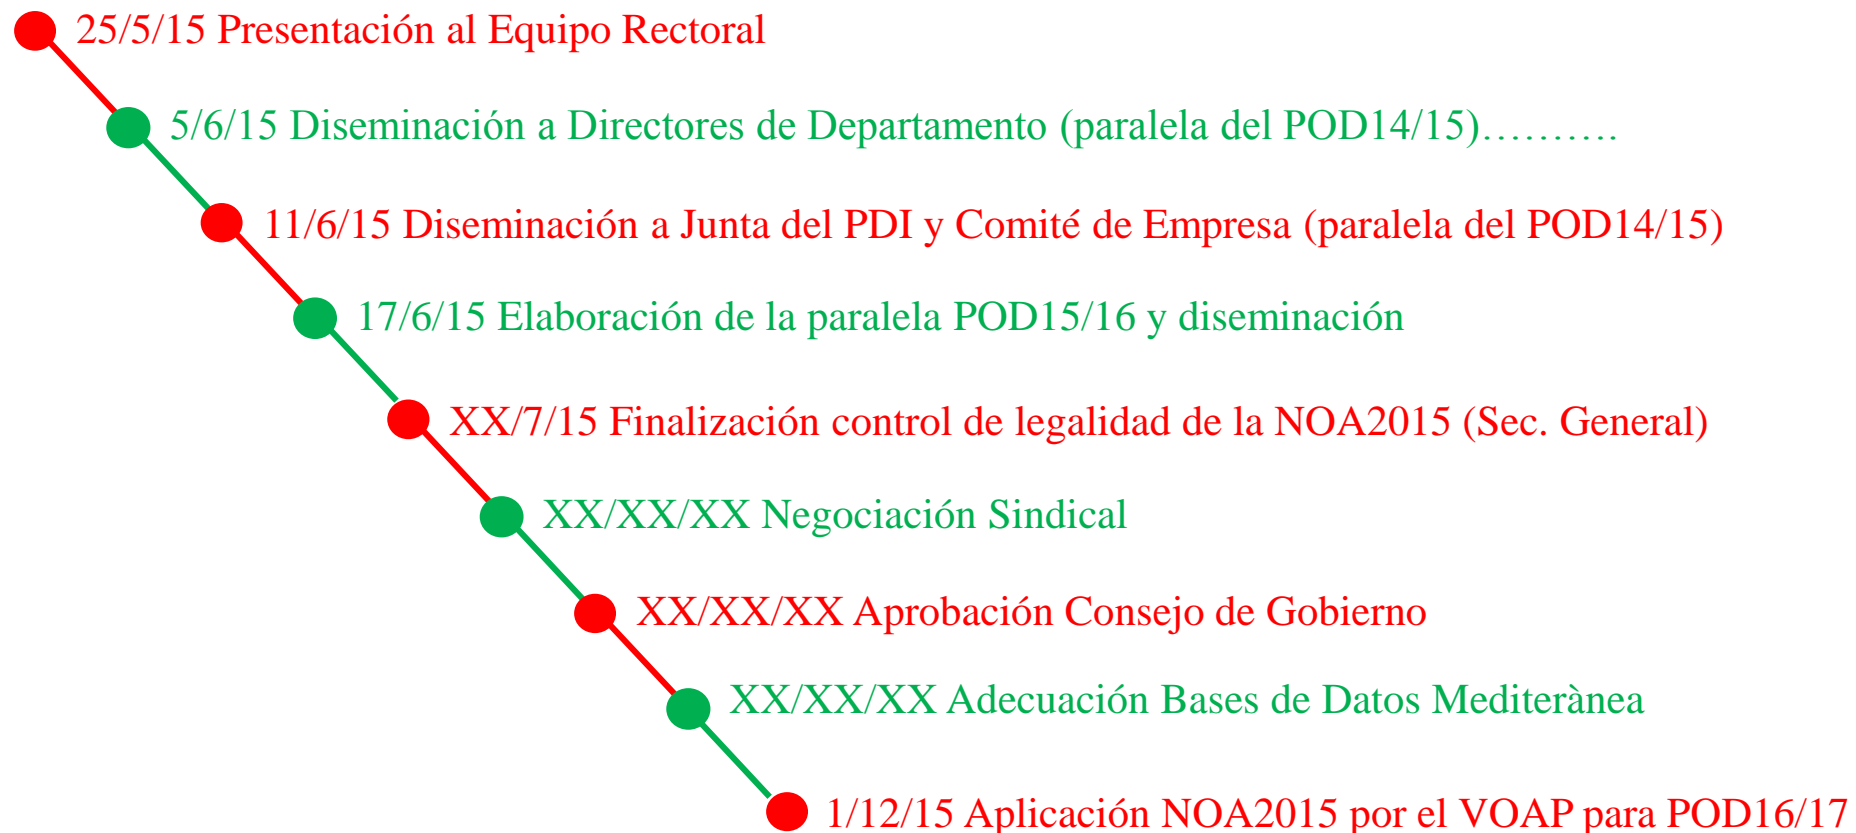 25/5/15 Presentación al Equipo Rectoral
5/6/15 Diseminación a Directores de Departamento (paralela del POD14/15)……….
11/6/15 Diseminación a Junta del PDI y Comité de Empresa (paralela del POD14/15)
17/6/15 Elaboración de la paralela POD15/16 y diseminación
XX/7/15 Finalización control de legalidad de la NOA2015 (Sec. General)
XX/XX/XX Negociación Sindical
XX/XX/XX Aprobación Consejo de Gobierno
XX/XX/XX Adecuación Bases de Datos Mediterànea
1/12/15 Aplicación NOA2015 por el VOAP para POD16/17